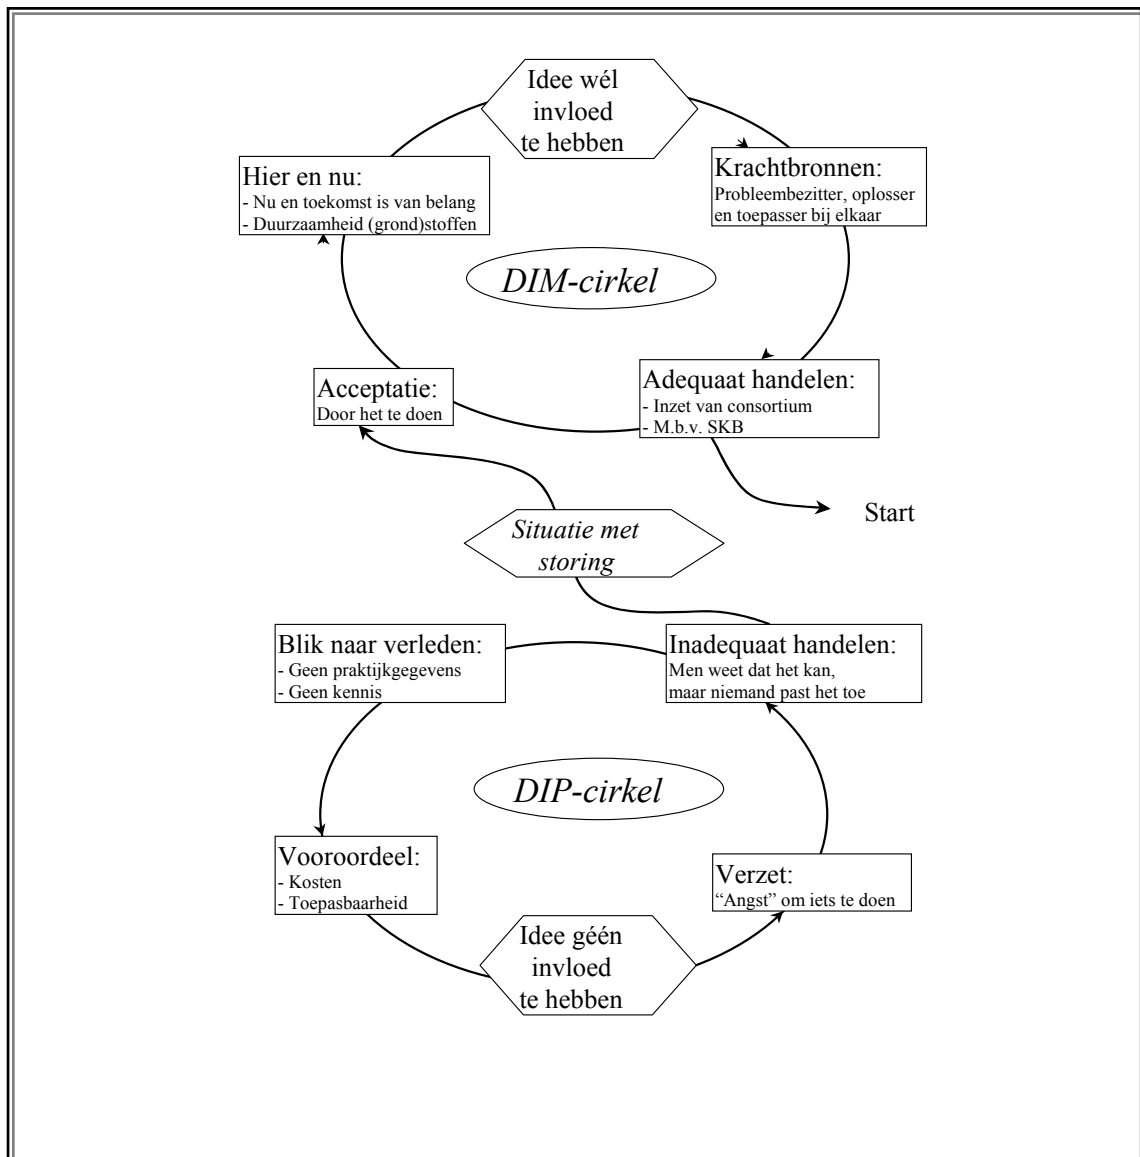 Idee wél
invloed
te hebben
Hier en nu:
- Nu en toekomst is van belang
- Duurzaamheid (grond)stoffen
Krachtbronnen:
Probleembezitter, oplosser
en toepasser bij elkaar
DIM-cirkel
Acceptatie:
Door het te doen
Adequaat handelen:
- Inzet van consortium
- M.b.v. SKB
Start
Situatie met
storing
Blik naar verleden:
- Geen praktijkgegevens
- Geen kennis
Inadequaat handelen:
Men weet dat het kan,
maar niemand past het toe
DIP-cirkel
Vooroordeel:
- Kosten
- Toepasbaarheid
Verzet:
“Angst” om iets te doen
Idee géén
invloed
te hebben